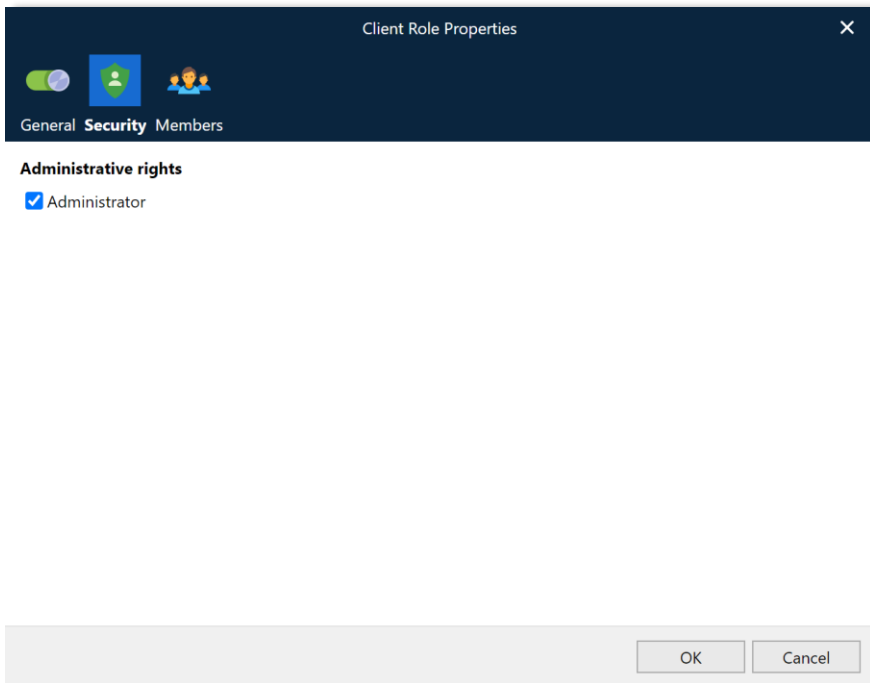 Client Role Properties
General Security Members
Administrative rights
Administrator
OK Cancel